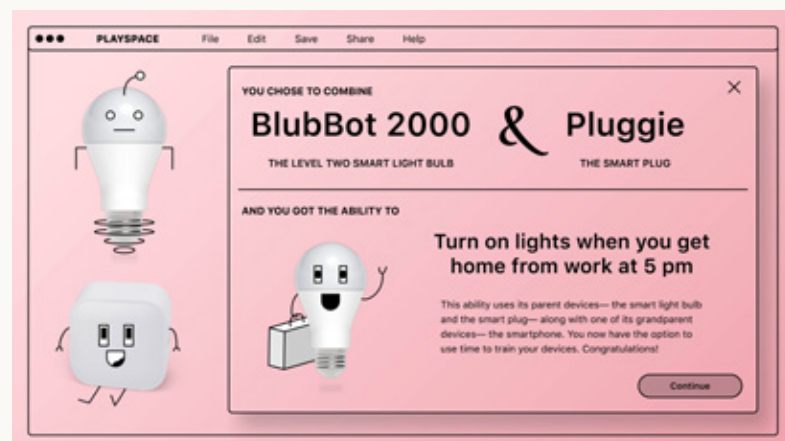 PLAYSPACE File Edit Save Share Help
YOU CHOSE TO COMBINE
BlubBot 2000 & Pluggie
THE LEVEL TWO SMART LIGHT BULB THE SMART PLUG
AND YOU GOT THE ABILITY TO
Turn on lights when you get
home from work at 5 pm
This ability uses its parent devices— the smart light bulb
and the smart plug— along with one of its grandparent
devices— the smartphone. You now have the option to
use time to train your devices. Congratulations!
Continue